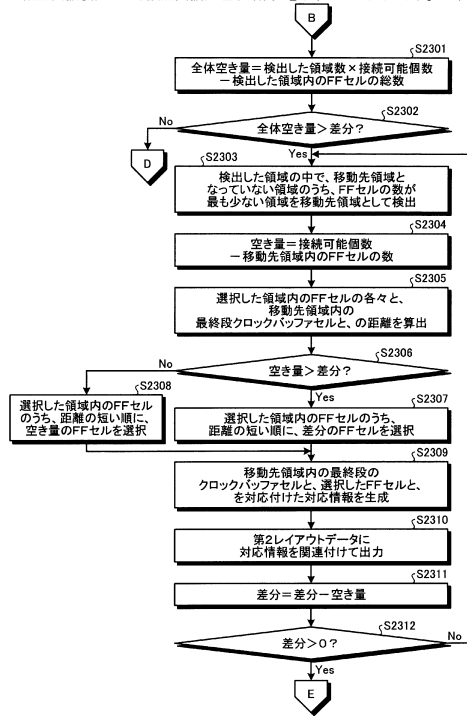 B
S2301
全体空き量=検出した領域数×接続可能個数
-検出した領域内のFFセルの総数
S2302
No
全体空き量>差分?
D
Yes
S2303
検出した領域の中で、移動先領域と
なっていない領域のうち、FFセルの数が
最も少ない領域を移動先領域として検出
S2304
空き量=接続可能個数
-移動先領域内のFFセルの数
S2305
選択した領域内のFFセルの各々と、
移動先領域内の
最終段クロックバッファセルと、の距離を算出
S2306
No
空き量>差分?
Yes
S2308
選択した領域内のFFセル
のうち、距離の短い順に、
空き量のFFセルを選択
S2307
選択した領域内のFFセルのうち、
距離の短い順に、差分のFFセルを選択
S2309
移動先領域内の最終段の
クロックバッファセルと、選択したFFセルと、
を対応付けた対応情報を生成
S2310
第2レイアウトデータに
対応情報を関連付けて出力
S2311
差分=差分-空き量
S2312
差分>0?
No
Yes
E